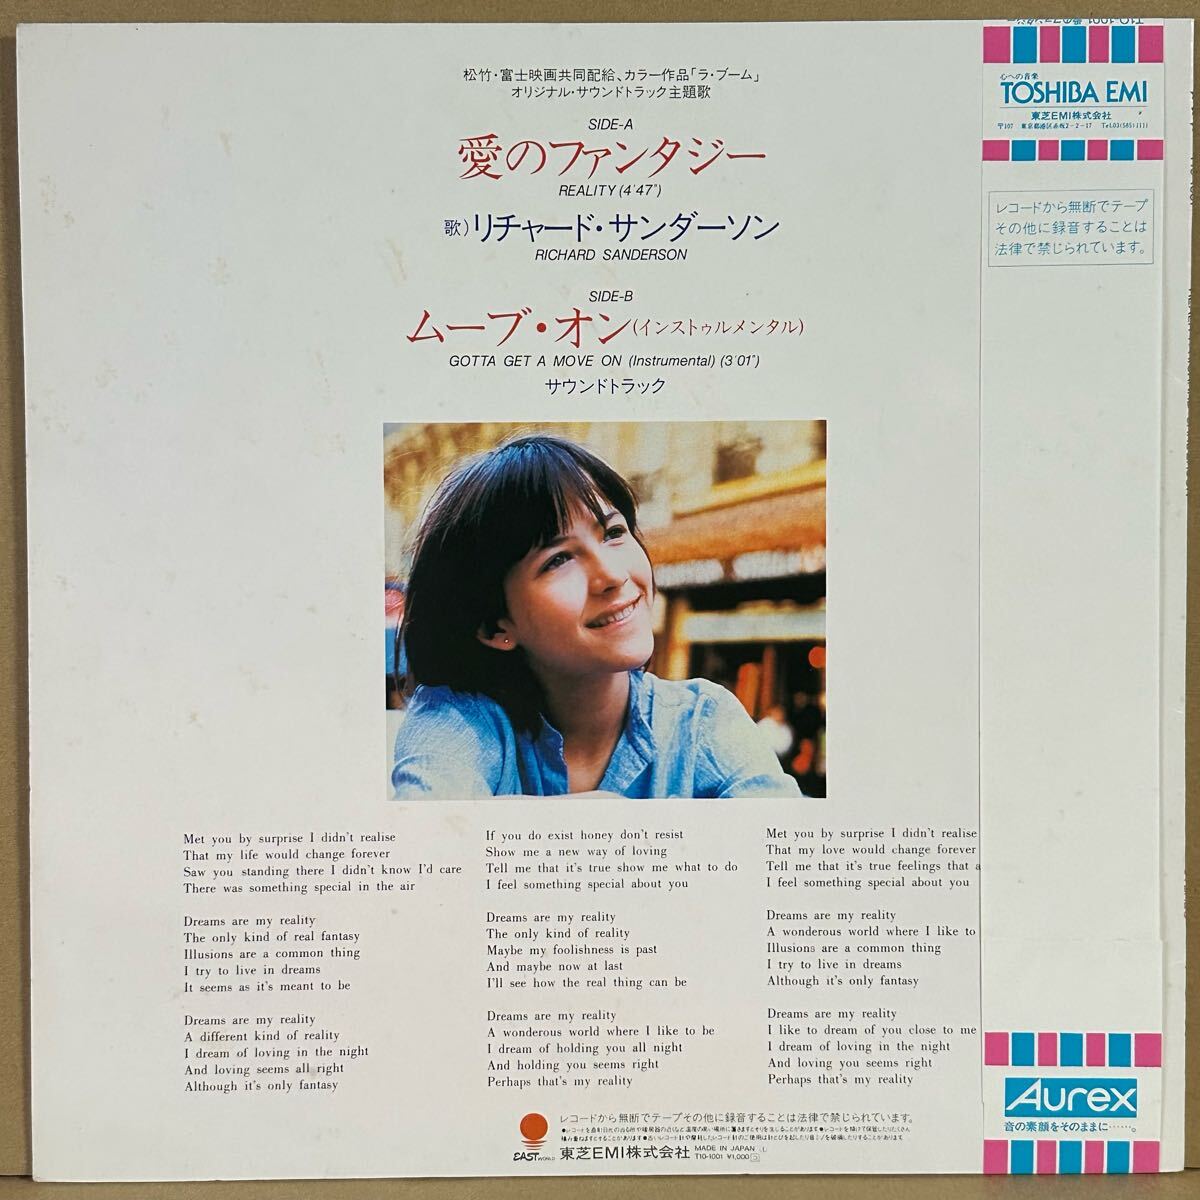 松竹・富士映画共同配給、カラー作品「ラ・ブーム」
オリジナル・サウンドトラック主題歌
SIDE-A
愛のファンタジー
REALITY (4'47")
歌）リチャード・サンダーソン
RICHARD SANDERSON
SIDE-B
ムーブ・オン(インストゥルメンタル)
GOTTA GET A MOVE ON (Instrumental) (3'01")
サウンドトラック
Met you by surprise I didn't realise
That my life would change forever
Saw you standing there I didn't know I'd care
There was something special in the air
Dreams are my reality
The only kind of real fantasy
Illusions are a common thing
I try to live in dreams
It seems as it's meant to be
Dreams are my reality
A different kind of reality
I dream of loving in the night
And loving seems all right
Although it's only fantasy
If you do exist honey don't resist
Show me a new way of loving
Tell me that it's true show me what to do
I feel something special about you
Dreams are my reality
The only kind of reality
Maybe my foolishness is past
And maybe now at last
I'll see how the real thing can be
Dreams are my reality
A wonderous world where I like to be
I dream of holding you all night
And holding you seems right
Perhaps that's my reality
Met you by surprise I didn't realise
That my love would change forever
Tell me that it's true feelings that a
I feel something special about you
Dreams are my reality
A wonderous world where I like to
Illusions are a common thing
I try to live in dreams
Although it's only fantasy
Dreams are my reality
I like to dream of you close to me
I dream of loving in the night
And loving you seems right
Perhaps that's my reality
レコードから無断でテープその他に録音することは法律で禁じられています。
EAST WORLD
東芝EMI株式会社
MADE IN JAPAN
T10-1001 ¥1,000
T10-1001
心への音楽
TOSHIBA EMI
東芝EMI株式会社
〒107 東京都港区赤坂2-2-17 Tel.03(585)1111
レコードから無断でテープ
その他に録音することは
法律で禁じられています。
Aurex
音の素顔をそのままに……。